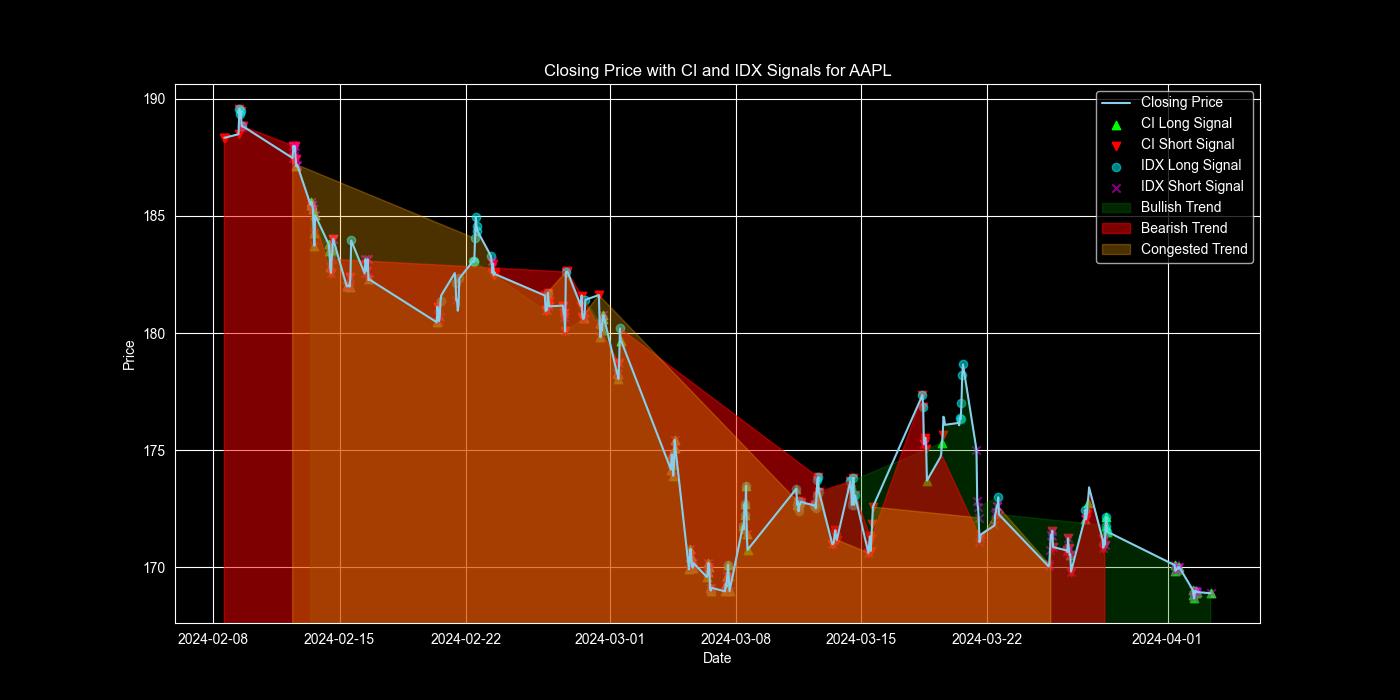 Closing Price with CI and IDX Signals for AAPL
190
185
180
175
170
Price
Closing Price
CI Long Signal
CI Short Signal
IDX Long Signal
IDX Short Signal
Bullish Trend
Bearish Trend
Congested Trend
2024-02-08
2024-02-15
2024-02-22
2024-03-01
2024-03-08
2024-03-15
2024-03-22
2024-04-01
Date